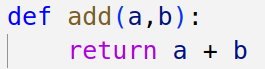 def add(a,b):
    return a + b